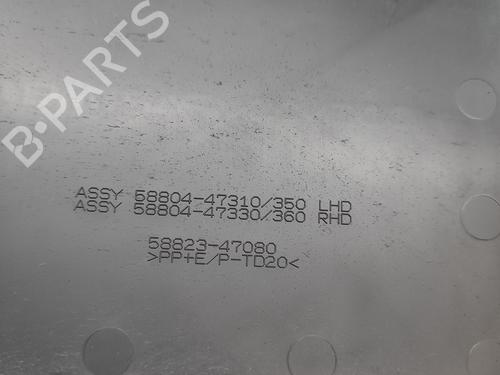 B-PARTS
ASSY 58804-47310/350 LHD
ASSY 58804-47330/360 RHD
58823-47080
>PP+E/P-TD20<